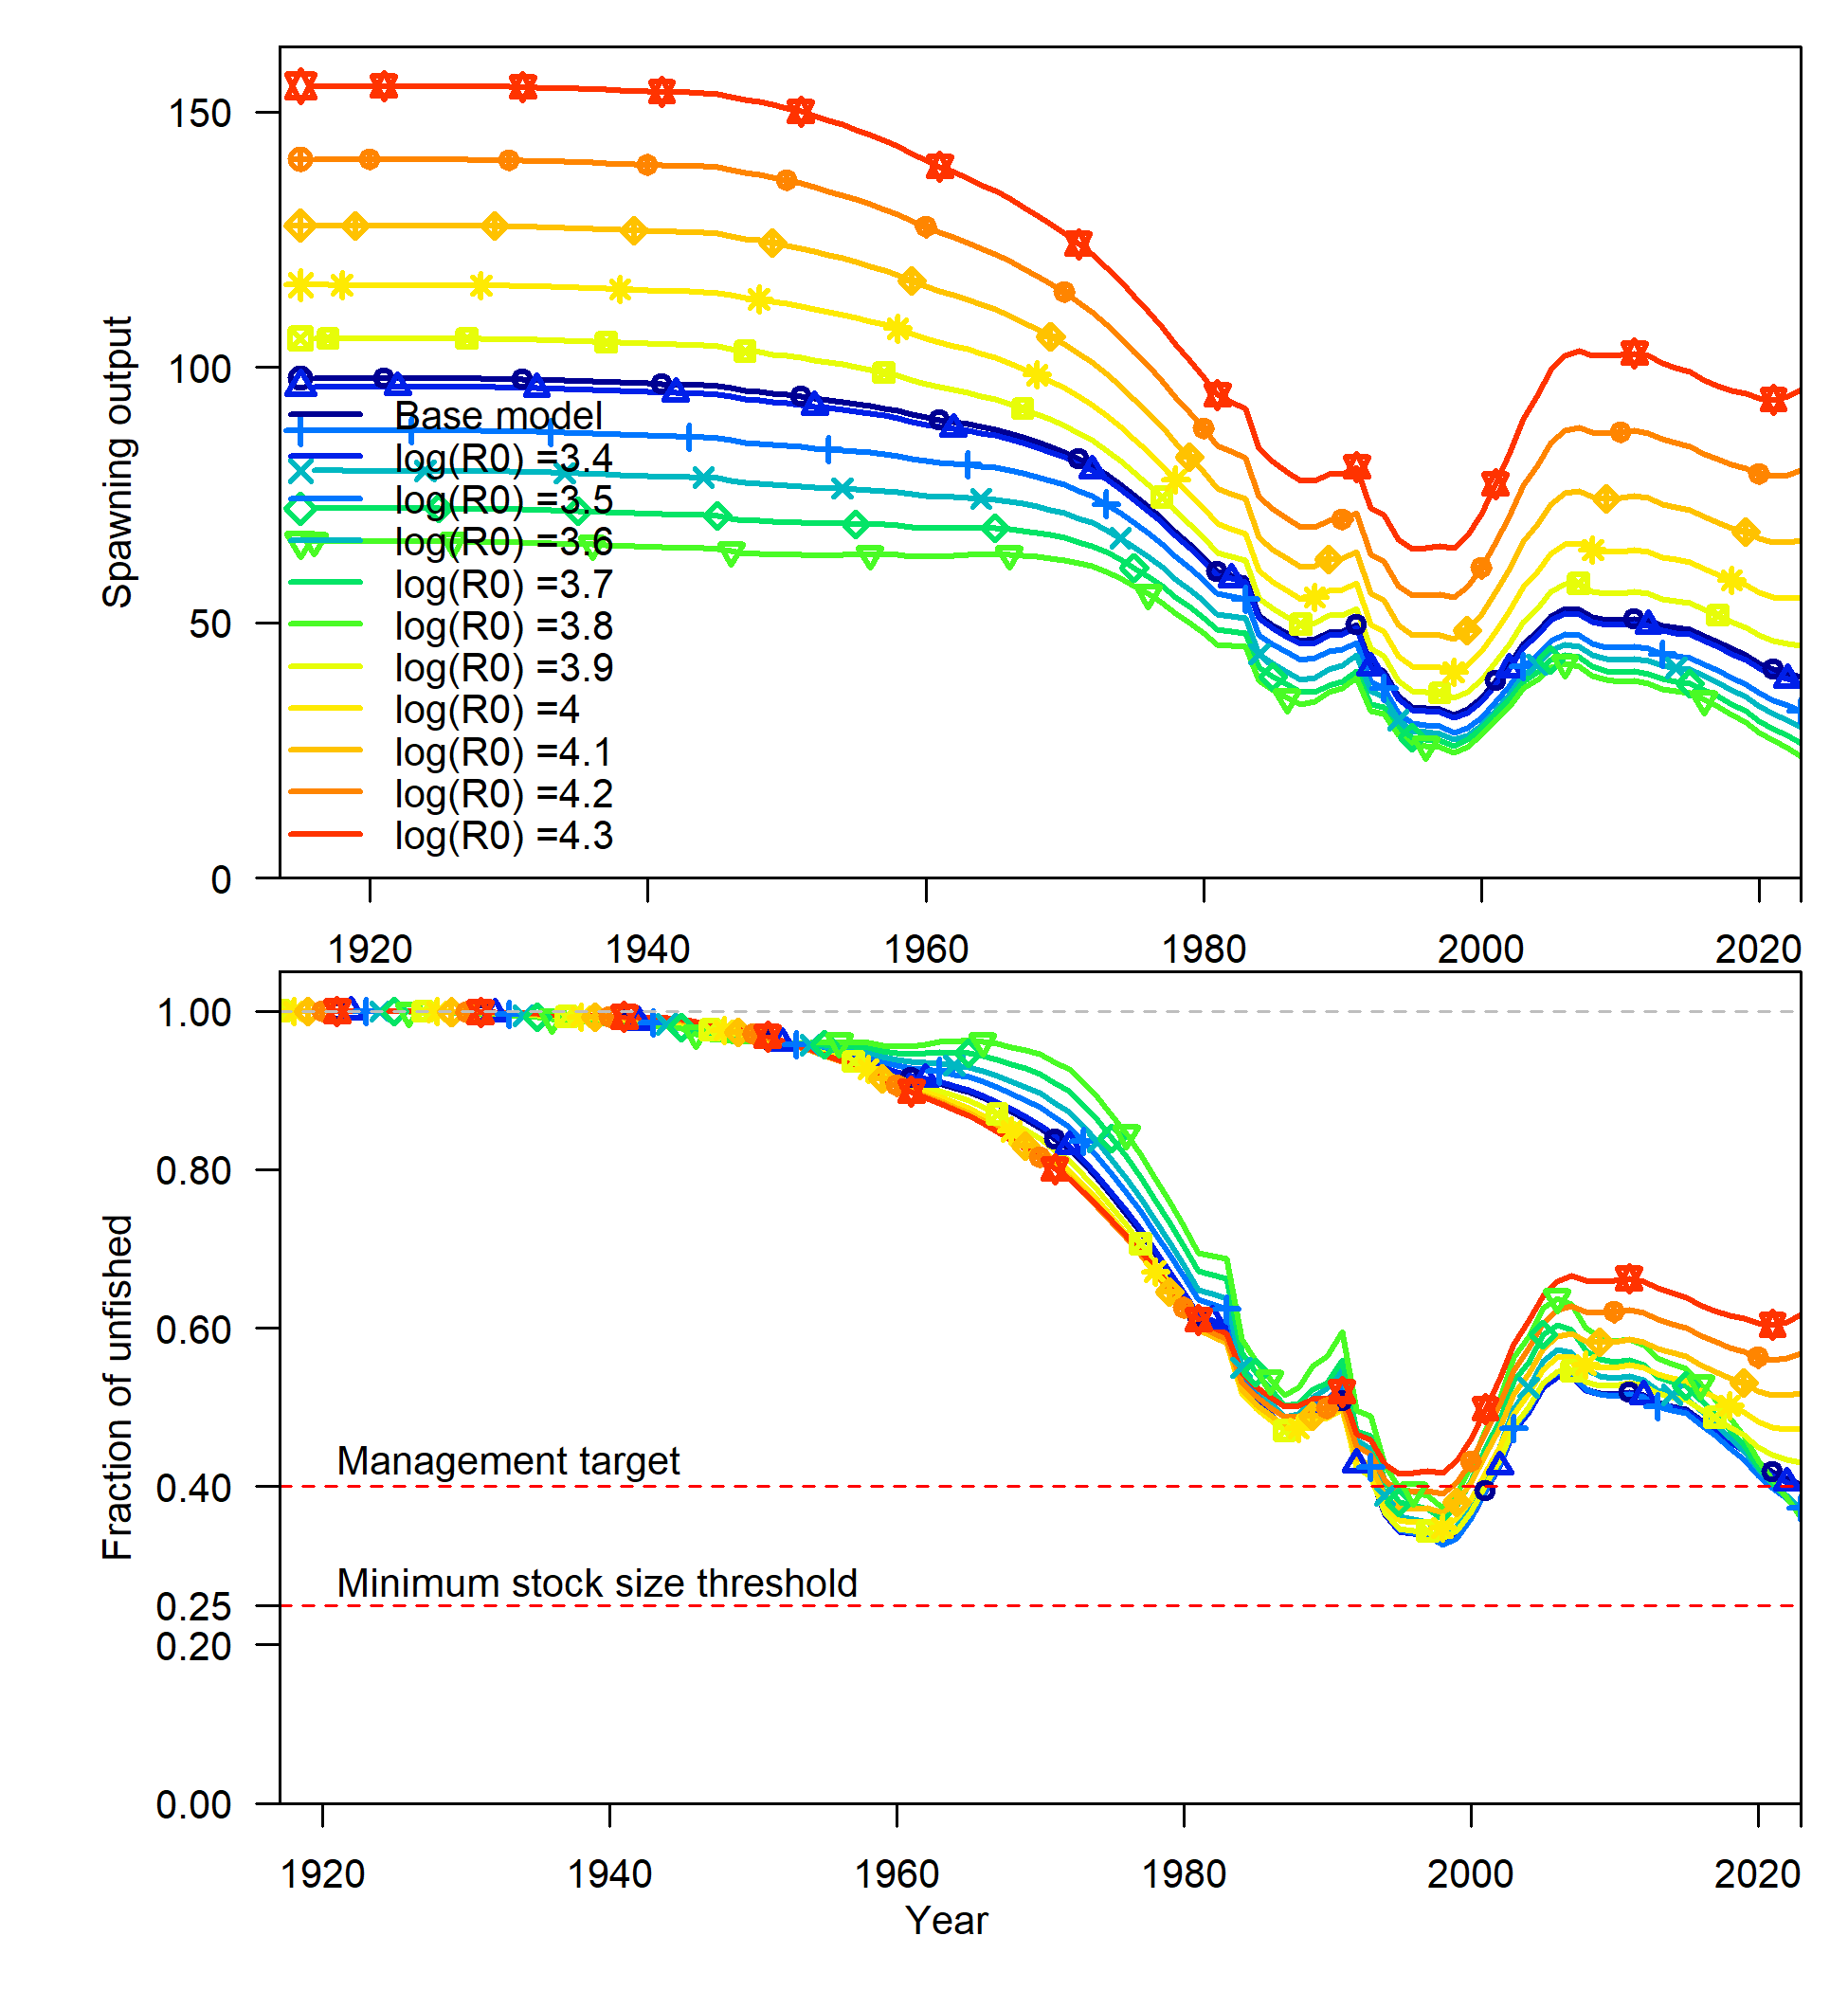 Spawning output
150
100
50
0
Base model
log(R0) =3.4
log(R0) =3.5
log(R0) =3.6
log(R0) =3.7
log(R0) =3.8
log(R0) =3.9
log(R0) =4
log(R0) =4.1
log(R0) =4.2
log(R0) =4.3
1920 1940 1960 1980 2000 2020
Fraction of unfished
1.00
0.80
0.60
0.40
0.25
0.20
0.00
Management target
Minimum stock size threshold
1920 1940 1960 1980 2000 2020
Year